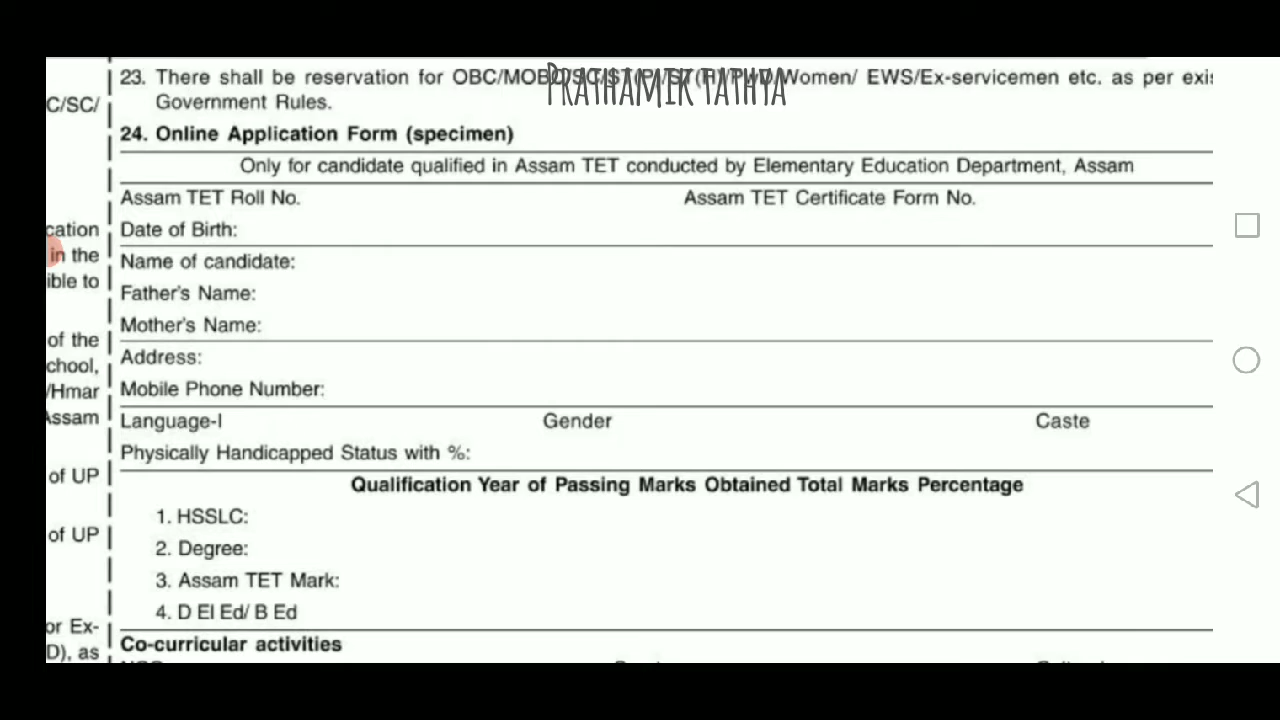 C/SC/
cation
in the
ible to
of the
chool,
/Hmar
Assam
of UP
of UP
or Ex-
D), as
PRATHAMIK TATHYA
23. There shall be reservation for OBC/MOBC/SC/ST(P)/ST(H)/PwD/Women/ EWS/Ex-servicemen etc. as per exis
Government Rules.
24. Online Application Form (specimen)
Only for candidate qualified in Assam TET conducted by Elementary Education Department, Assam
Assam TET Roll No. Assam TET Certificate Form No.
Date of Birth:
Name of candidate:
Father's Name:
Mother's Name:
Address:
Mobile Phone Number:
Language-I Gender Caste
Physically Handicapped Status with %:
Qualification Year of Passing Marks Obtained Total Marks Percentage
1. HSSLC:
2. Degree:
3. Assam TET Mark:
4. D El Ed/ B Ed
Co-curricular activities